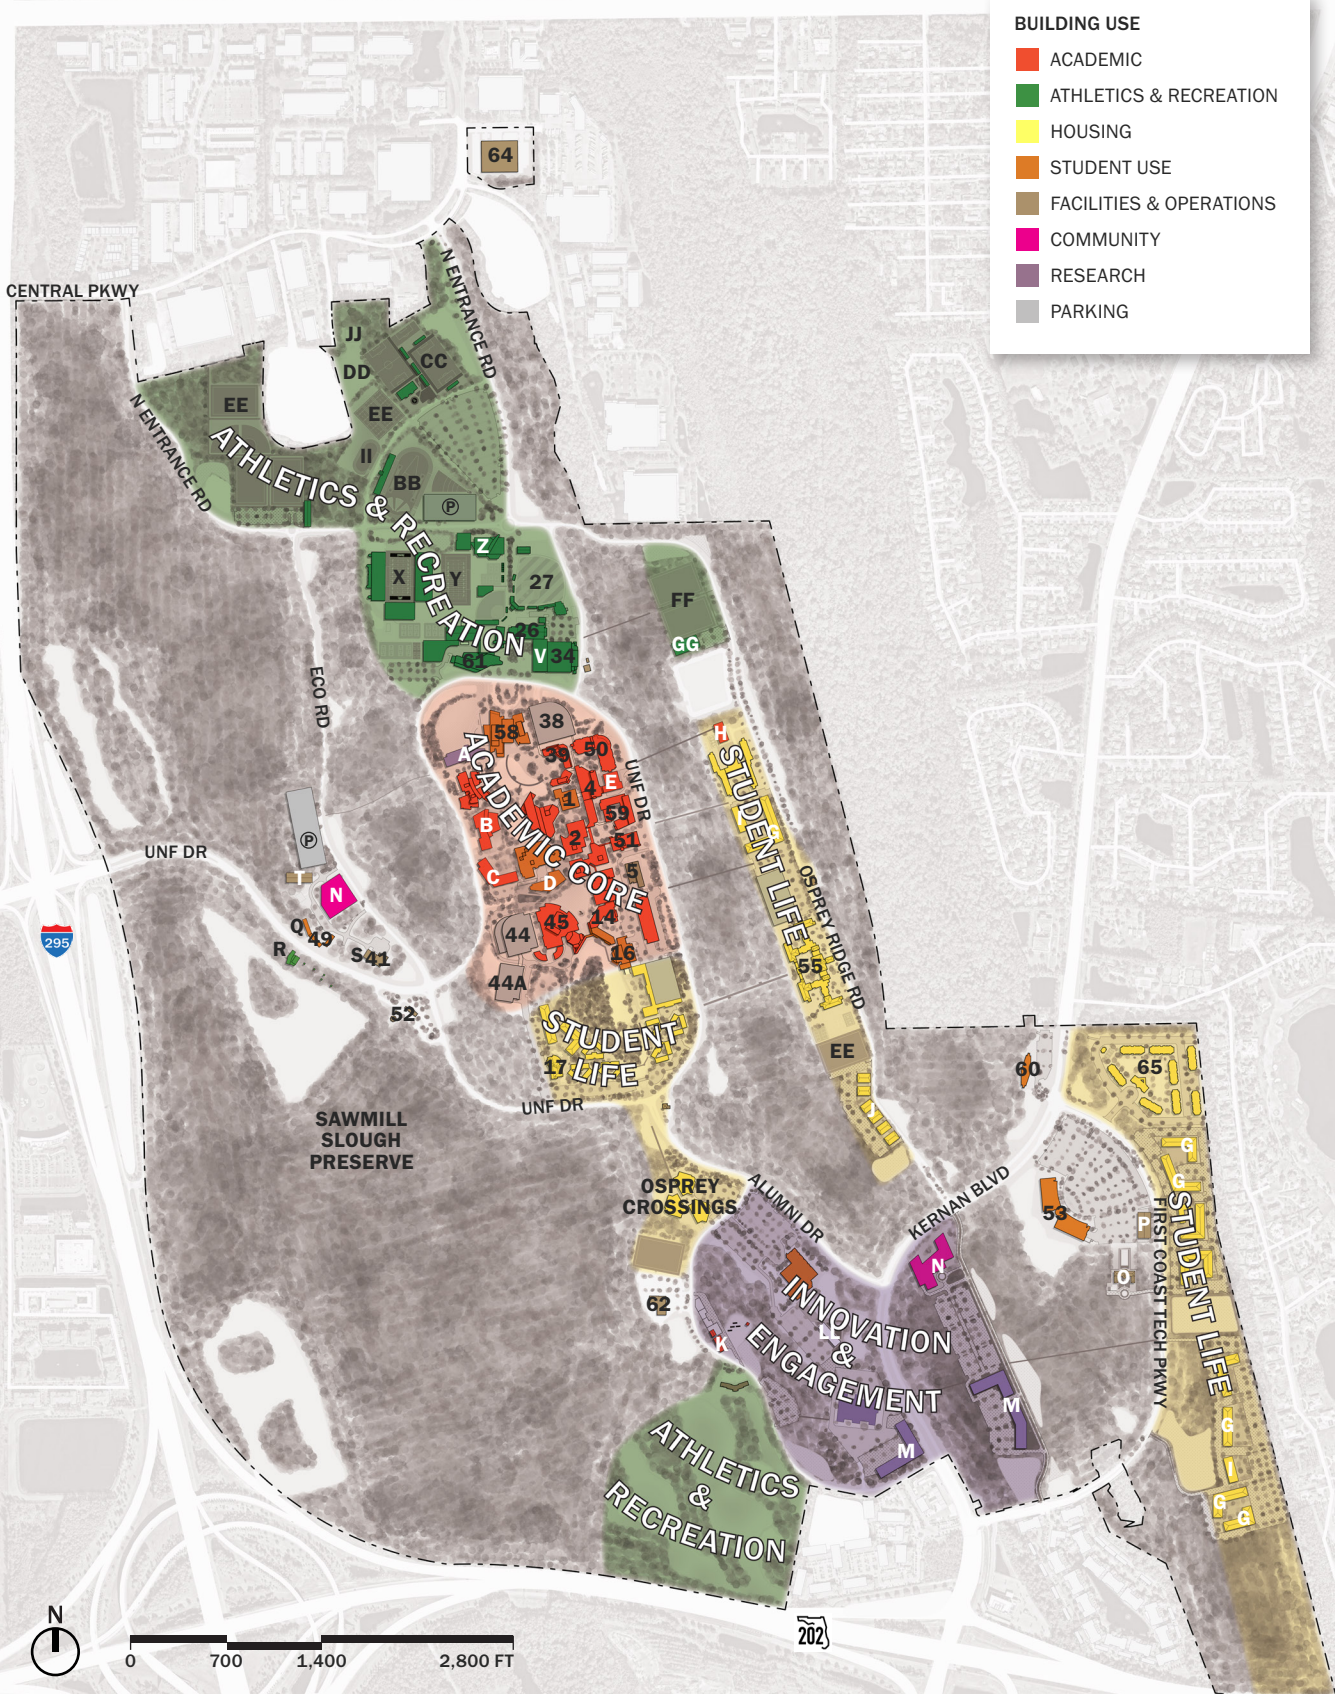 BUILDING USE
ACADEMIC
ATHLETICS & RECREATION
HOUSING
STUDENT USE
FACILITIES & OPERATIONS
COMMUNITY
RESEARCH
PARKING
64
CENTRAL PKWY
N ENTRANCE RD
JJ
CC
DD
EE
EE
N ENTRANCE RD
II
BB
P
ATHLETICS & RECREATION
Z
X
Y
27
FF
26
GG
61
V
34
ECO RD
38
58
H
A
39
50
UNF DR
E
4
1
59
B
2
51
G
ACADEMIC CORE
STUDENT LIFE
P
UNF DR
5
C
D
T
N
OSPREY RIDGE RD
14
45
44
Q
49
R
S
41
16
295
55
44A
52
STUDENT
LIFE
EE
17
60
65
UNF DR
J
SAWMILL
SLOUGH
PRESERVE
G
OSPREY
CROSSINGS
ALUMNI DR
KERNAN BLVD
G
53
P
FIRST COAST TECH PKWY
STUDENT LIFE
N
O
62
K
LL
INNOVATION
&
ENGAGEMENT
M
G
M
I
ATHLETICS
&
RECREATION
G
G
N
0
700
1,400
2,800 FT
202